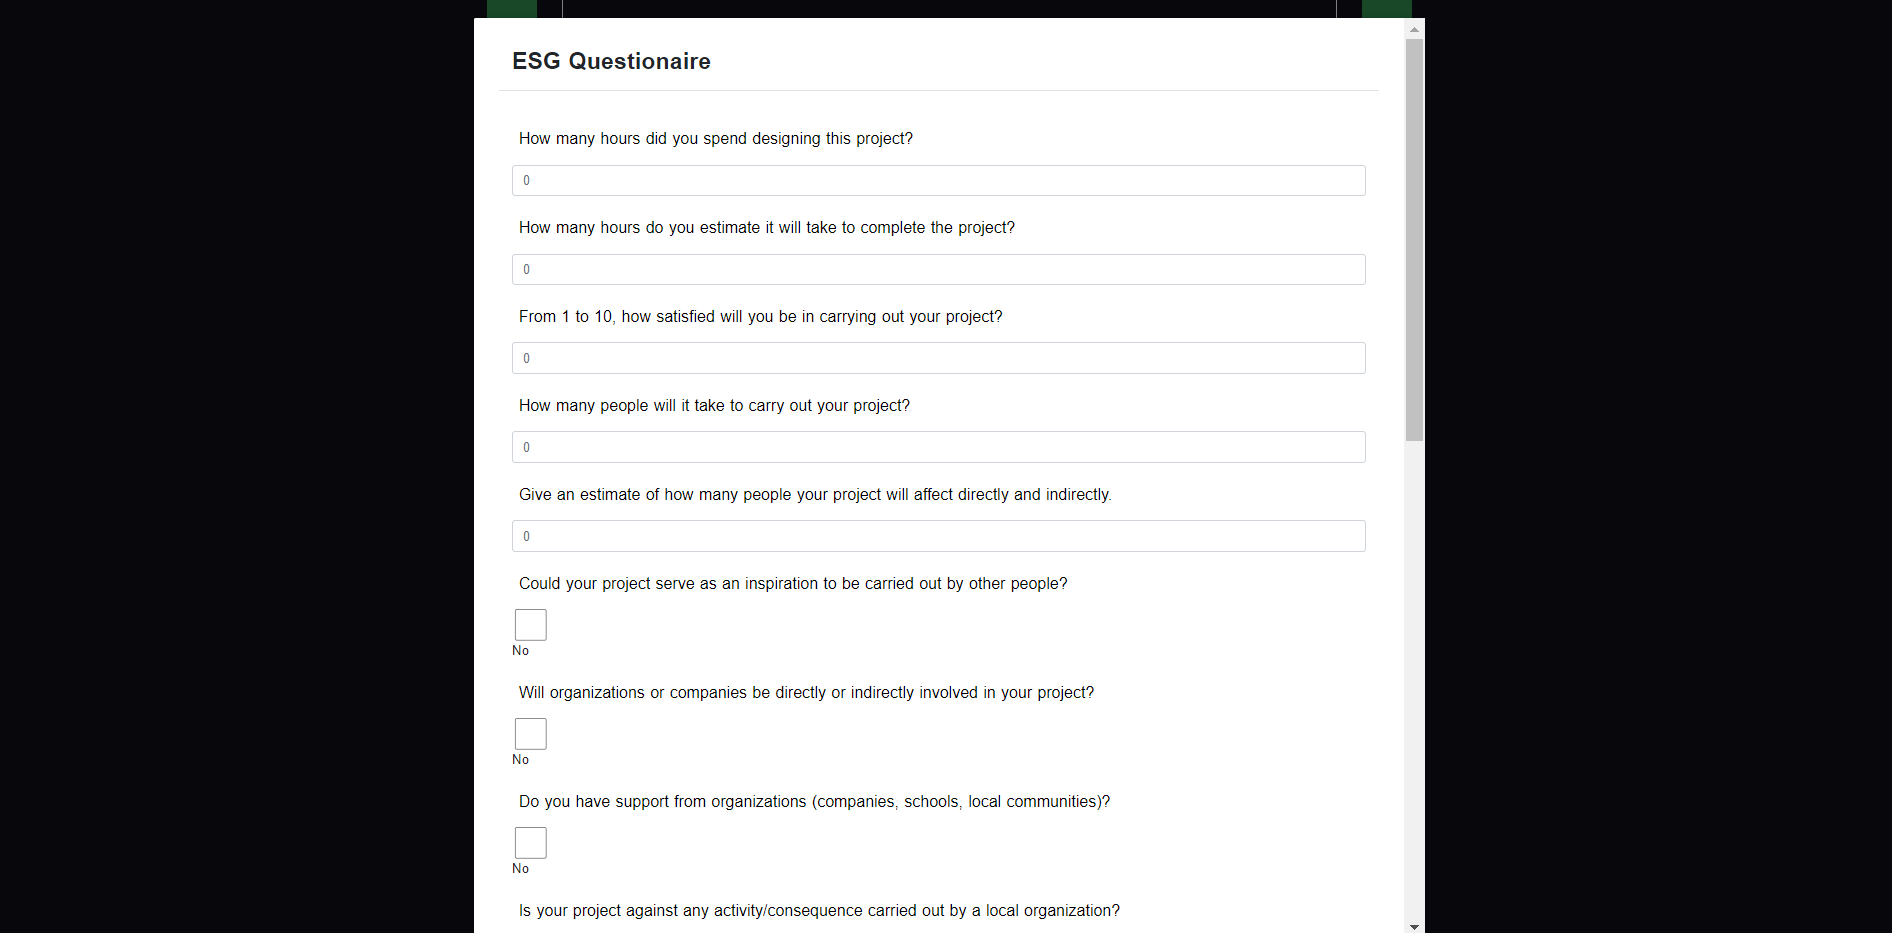 ESG Questionaire
How many hours did you spend designing this project?
0
How many hours do you estimate it will take to complete the project?
0
From 1 to 10, how satisfied will you be in carrying out your project?
0
How many people will it take to carry out your project?
0
Give an estimate of how many people your project will affect directly and indirectly.
0
Could your project serve as an inspiration to be carried out by other people?
No
Will organizations or companies be directly or indirectly involved in your project?
No
Do you have support from organizations (companies, schools, local communities)?
No
Is your project against any activity/consequence carried out by a local organization?